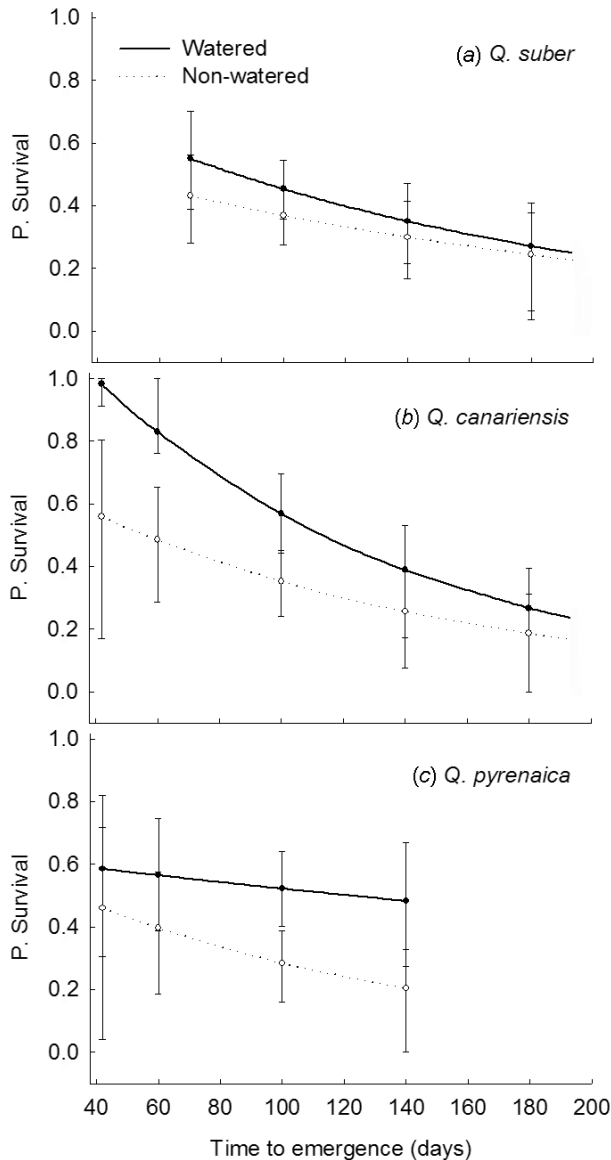 1.0
0.8
0.6
0.4
0.2
0.0
P. Survival
Watered
Non-watered
(a) Q. suber
1.0
0.8
0.6
0.4
0.2
0.0
P. Survival
(b) Q. canariensis
1.0
0.8
0.6
0.4
0.2
0.0
P. Survival
(c) Q. pyrenaica
40 60 80 100 120 140 160 180 200
Time to emergence (days)